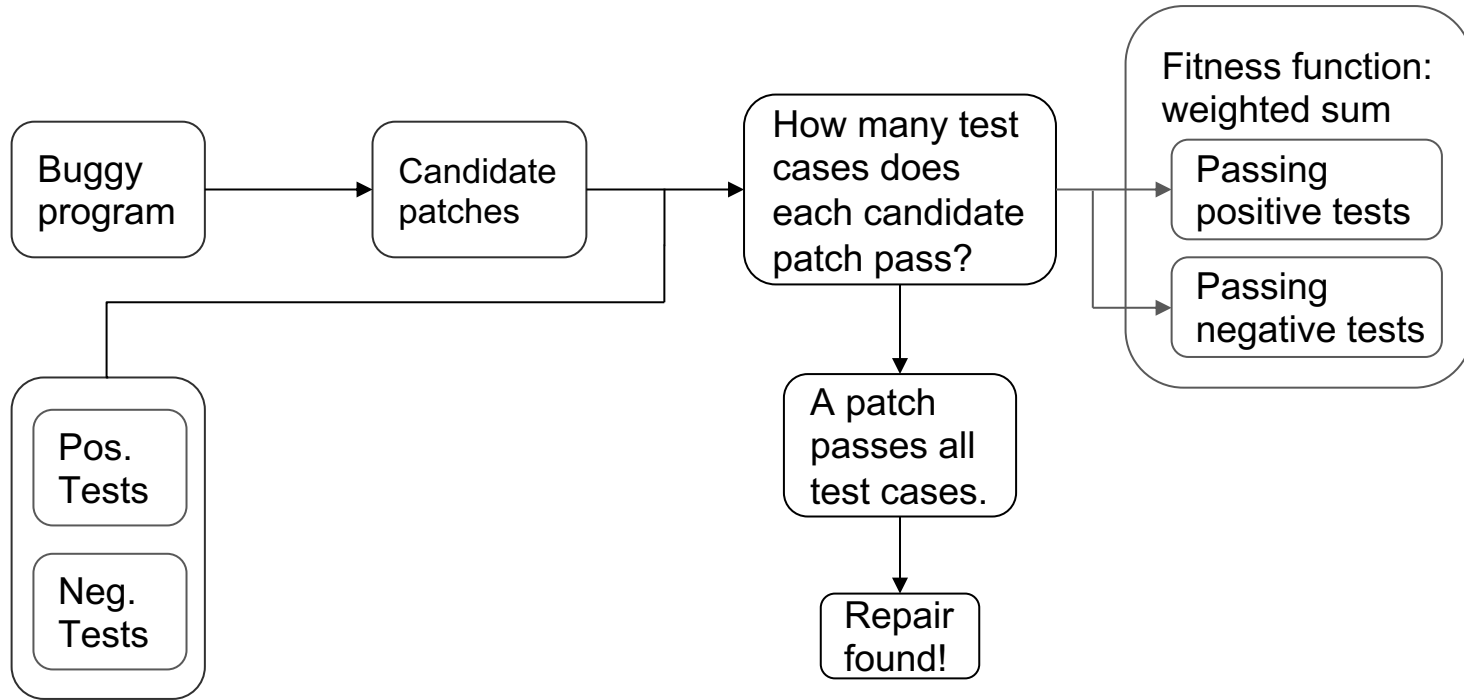 Buggy
program
Candidate
patches
How many test
cases does
each candidate
patch pass?
Fitness function:
weighted sum
Passing
positive tests
Passing
negative tests
Pos.
Tests
Neg.
Tests
A patch
passes all
test cases.
Repair
found!